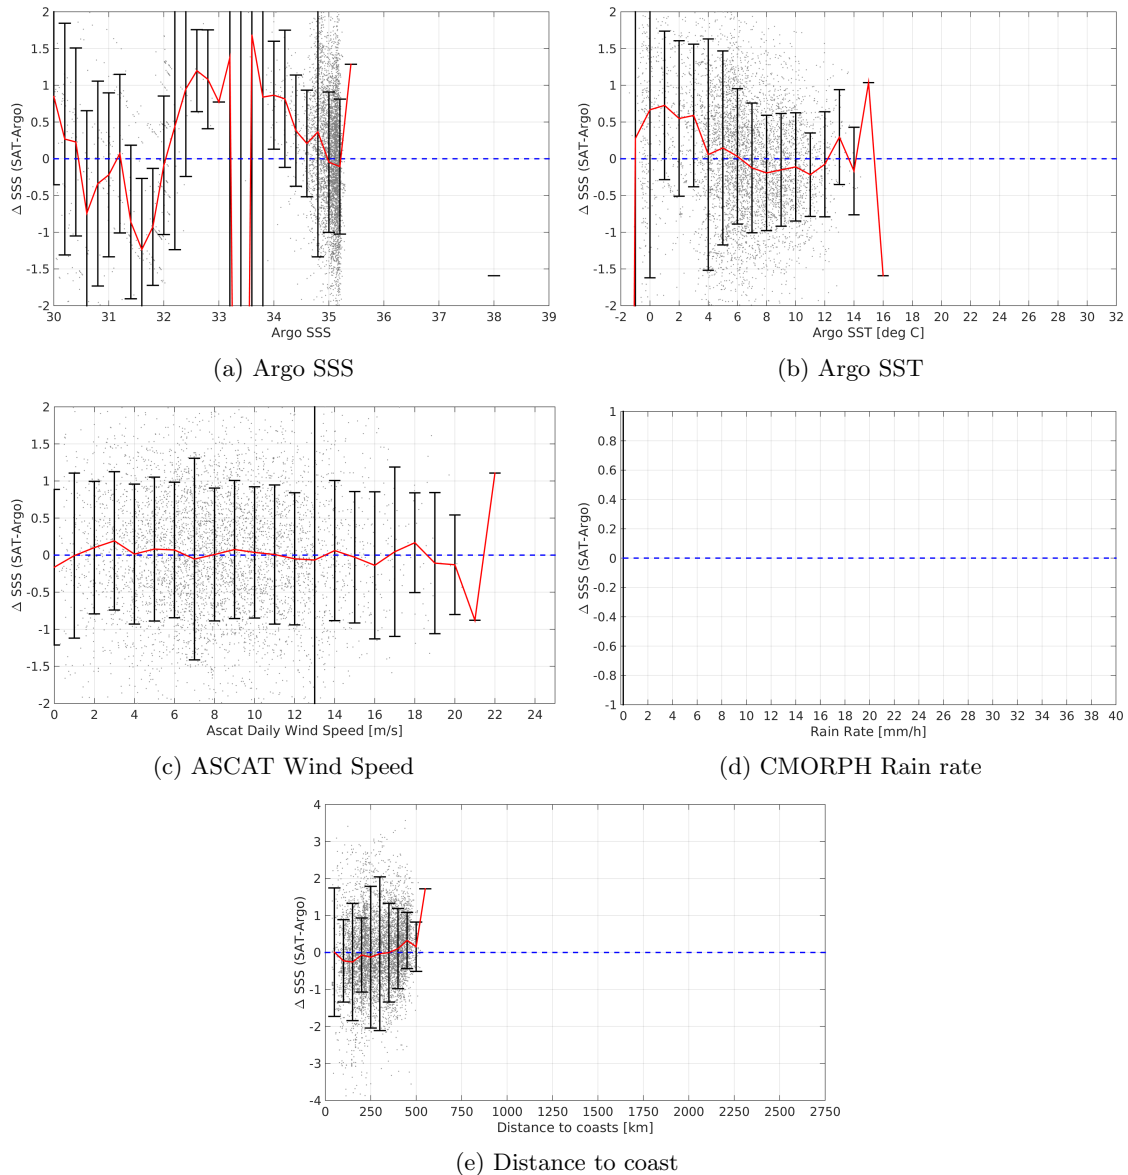 2
1.5
1
0.5
0
-0.5
-1
-1.5
-2
Δ SSS (SAT-Argo)
30 31 32 33 34 35 36 37 38 39
Argo SSS
(a) Argo SSS
2
1.5
1
0.5
0
-0.5
-1
-1.5
-2
Δ SSS (SAT-Argo)
-2 0 2 4 6 8 10 12 14 16 18 20 22 24 26 28 30 32
Argo SST [deg C]
(b) Argo SST
2
1.5
1
0.5
0
-0.5
-1
-1.5
-2
Δ SSS (SAT-Argo)
0 2 4 6 8 10 12 14 16 18 20 22 24
Ascat Daily Wind Speed [m/s]
(c) ASCAT Wind Speed
1
0.8
0.6
0.4
0.2
0
-0.2
-0.4
-0.6
-0.8
-1
Δ SSS (SAT-Argo)
0 2 4 6 8 10 12 14 16 18 20 22 24 26 28 30 32 34 36 38 40
Rain Rate [mm/h]
(d) CMORPH Rain rate
4
3
2
1
0
-1
-2
-3
-4
Δ SSS (SAT-Argo)
0 250 500 750 1000 1250 1500 1750 2000 2250 2500 2750
Distance to coasts [km]
(e) Distance to coast